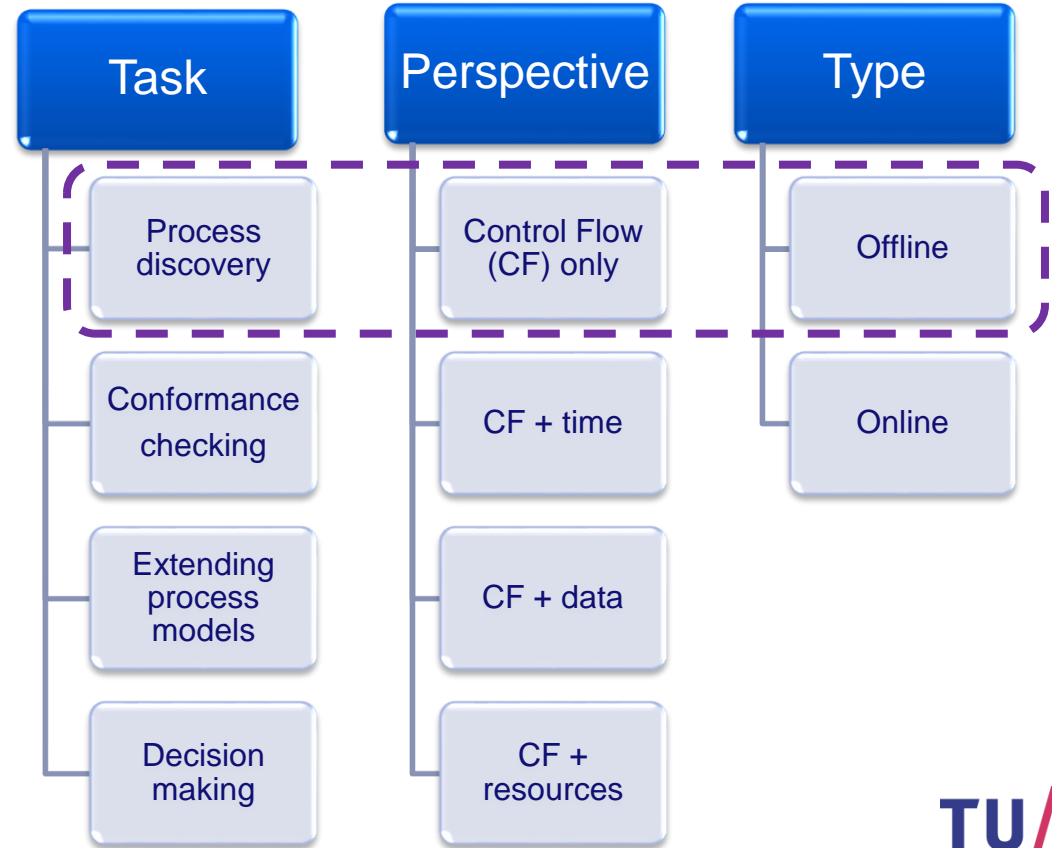 Task
Process
discovery
Conformance
checking
Extending
process
models
Decision
making
Perspective
Control Flow
(CF) only
CF + time
CF + data
CF +
resources
Type
Offline
Online
TU/